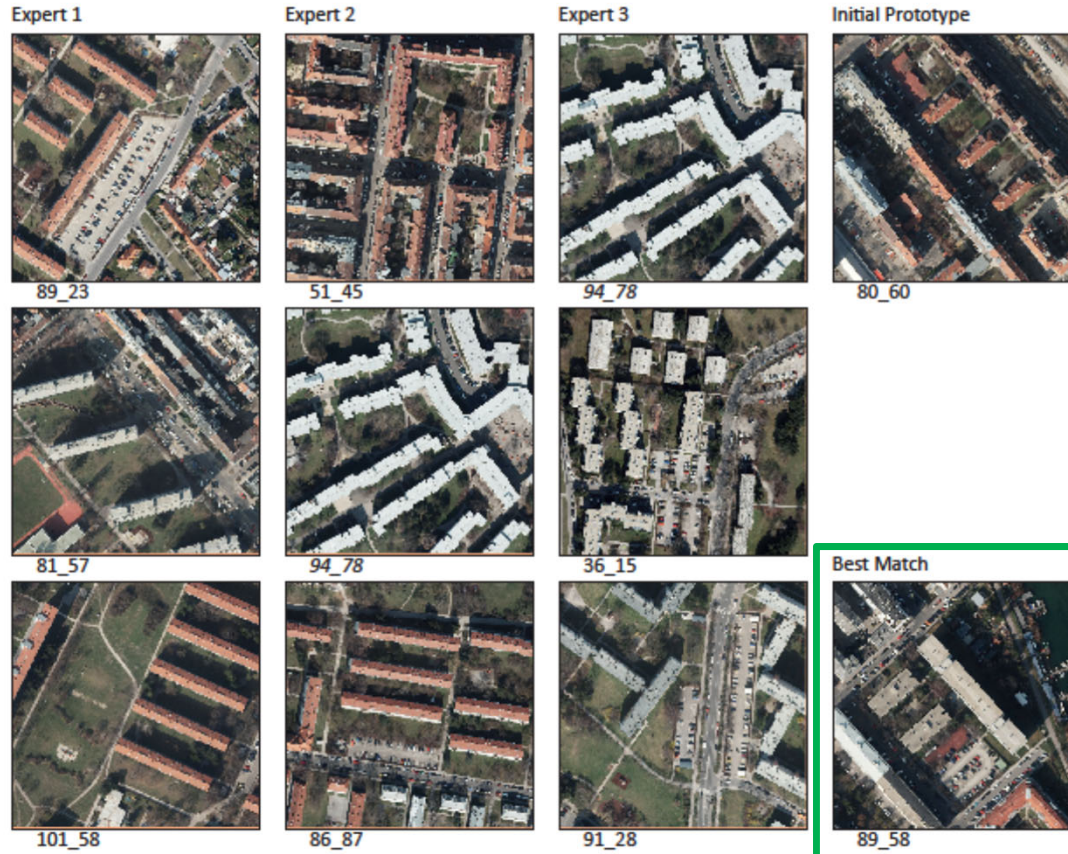 Expert 1 Expert 2 Expert 3 Initial Prototype
89_23 51_45 94_78 80_60
81_57 94_78 36_15 Best Match
101_58 86_87 91_28 89_58